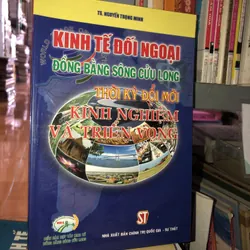 TS. NGUYỄN TRỌNG MINH
KINH TẾ ĐỐI NGOẠI
ĐỒNG BẰNG SÔNG CỬU LONG
THỜI KỲ ĐỔI MỚI
KINH NGHIỆM
VÀ TRIỂN VỌNG
ST
NHÀ XUẤT BẢN CHÍNH TRỊ QUỐC GIA - SỰ THẬT